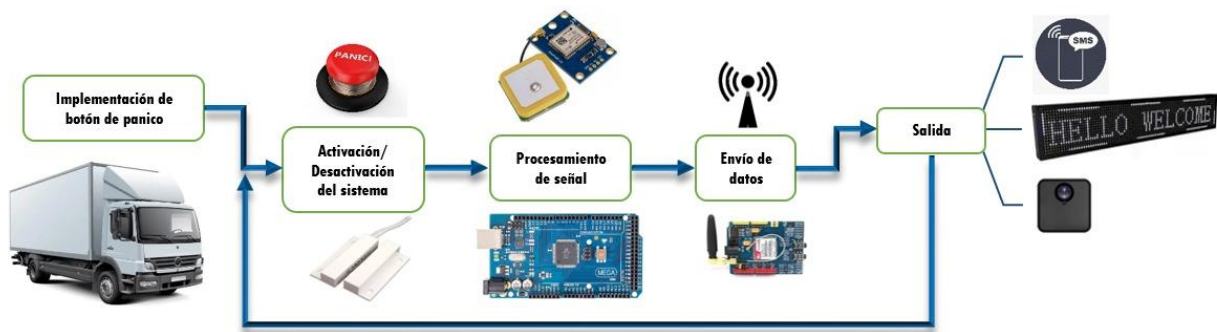 Implementación de
botón de panico
PANIC!
Activación/
Desactivación
del sistema
Procesamiento
de señal
MEGA
Envío de
datos
Salida
SMS
HELLO WELCOME